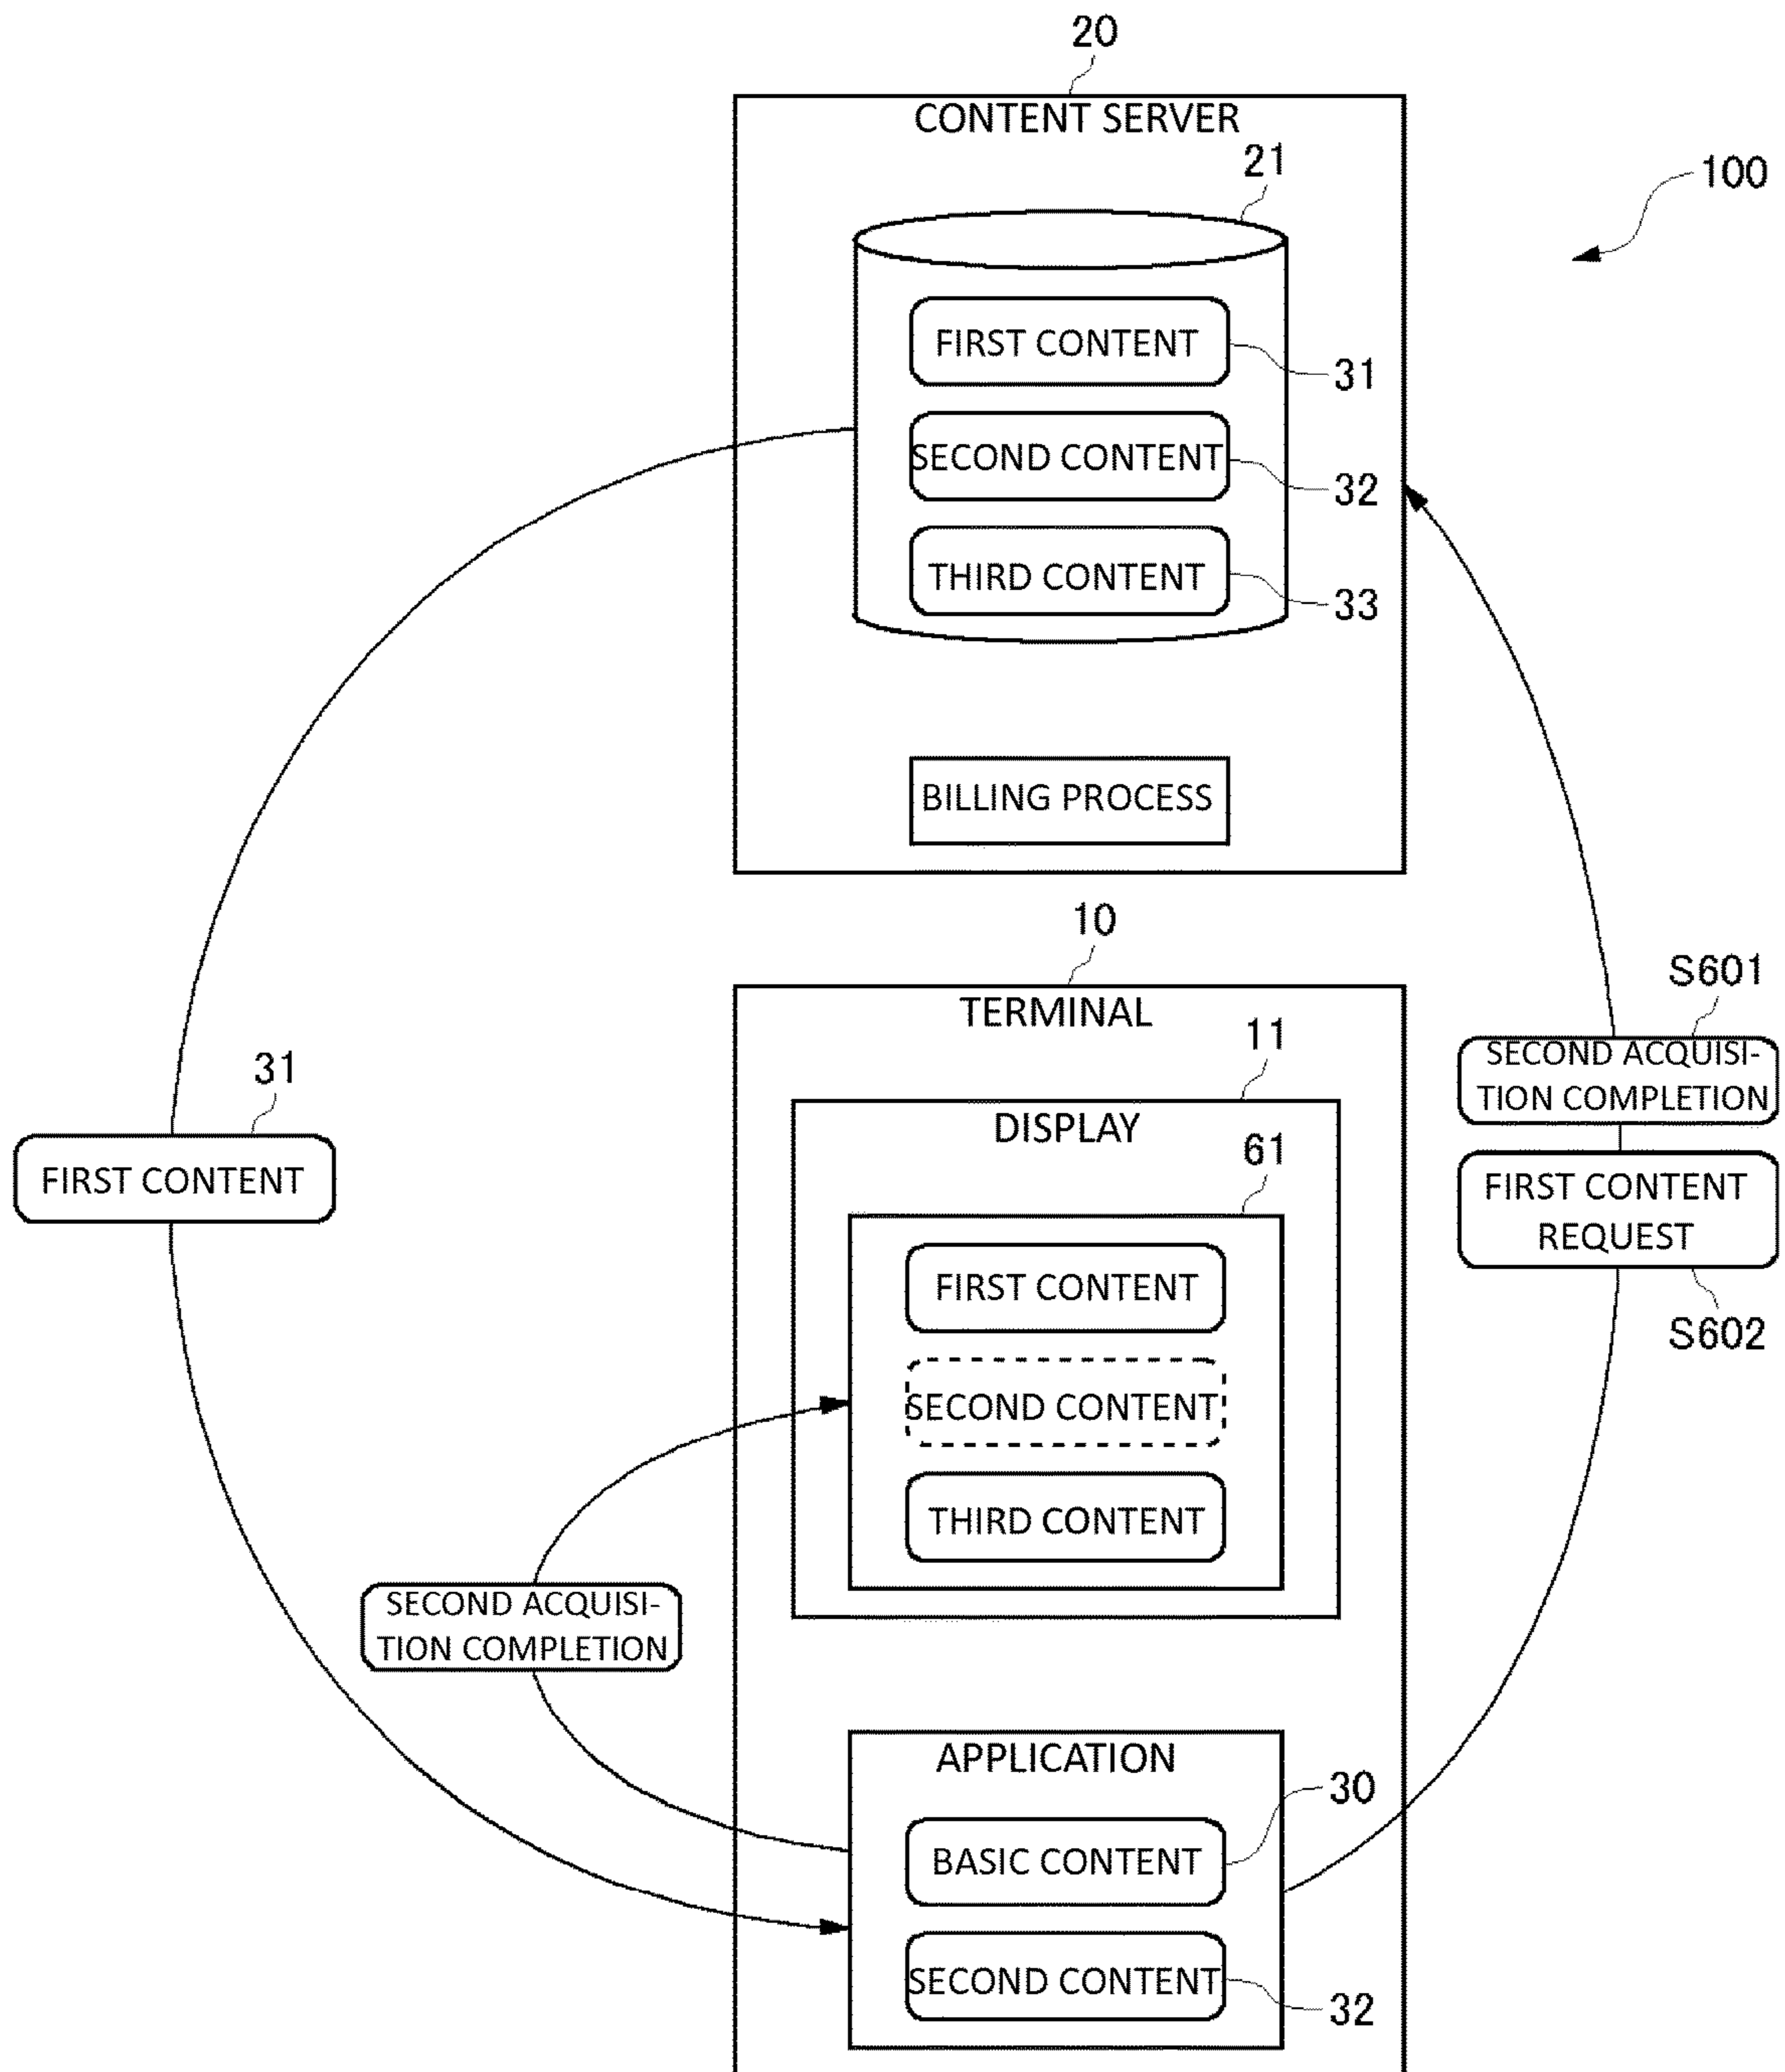 20
CONTENT SERVER
21
100
FIRST CONTENT
31
SECOND CONTENT
32
THIRD CONTENT
33
BILLING PROCESS
10
TERMINAL
S601
11
SECOND ACQUISI-
TION COMPLETION
31
DISPLAY
61
FIRST CONTENT
FIRST CONTENT
REQUEST
S602
FIRST CONTENT
SECOND CONTENT
THIRD CONTENT
SECOND ACQUISI-
TION COMPLETION
APPLICATION
30
BASIC CONTENT
SECOND CONTENT
32